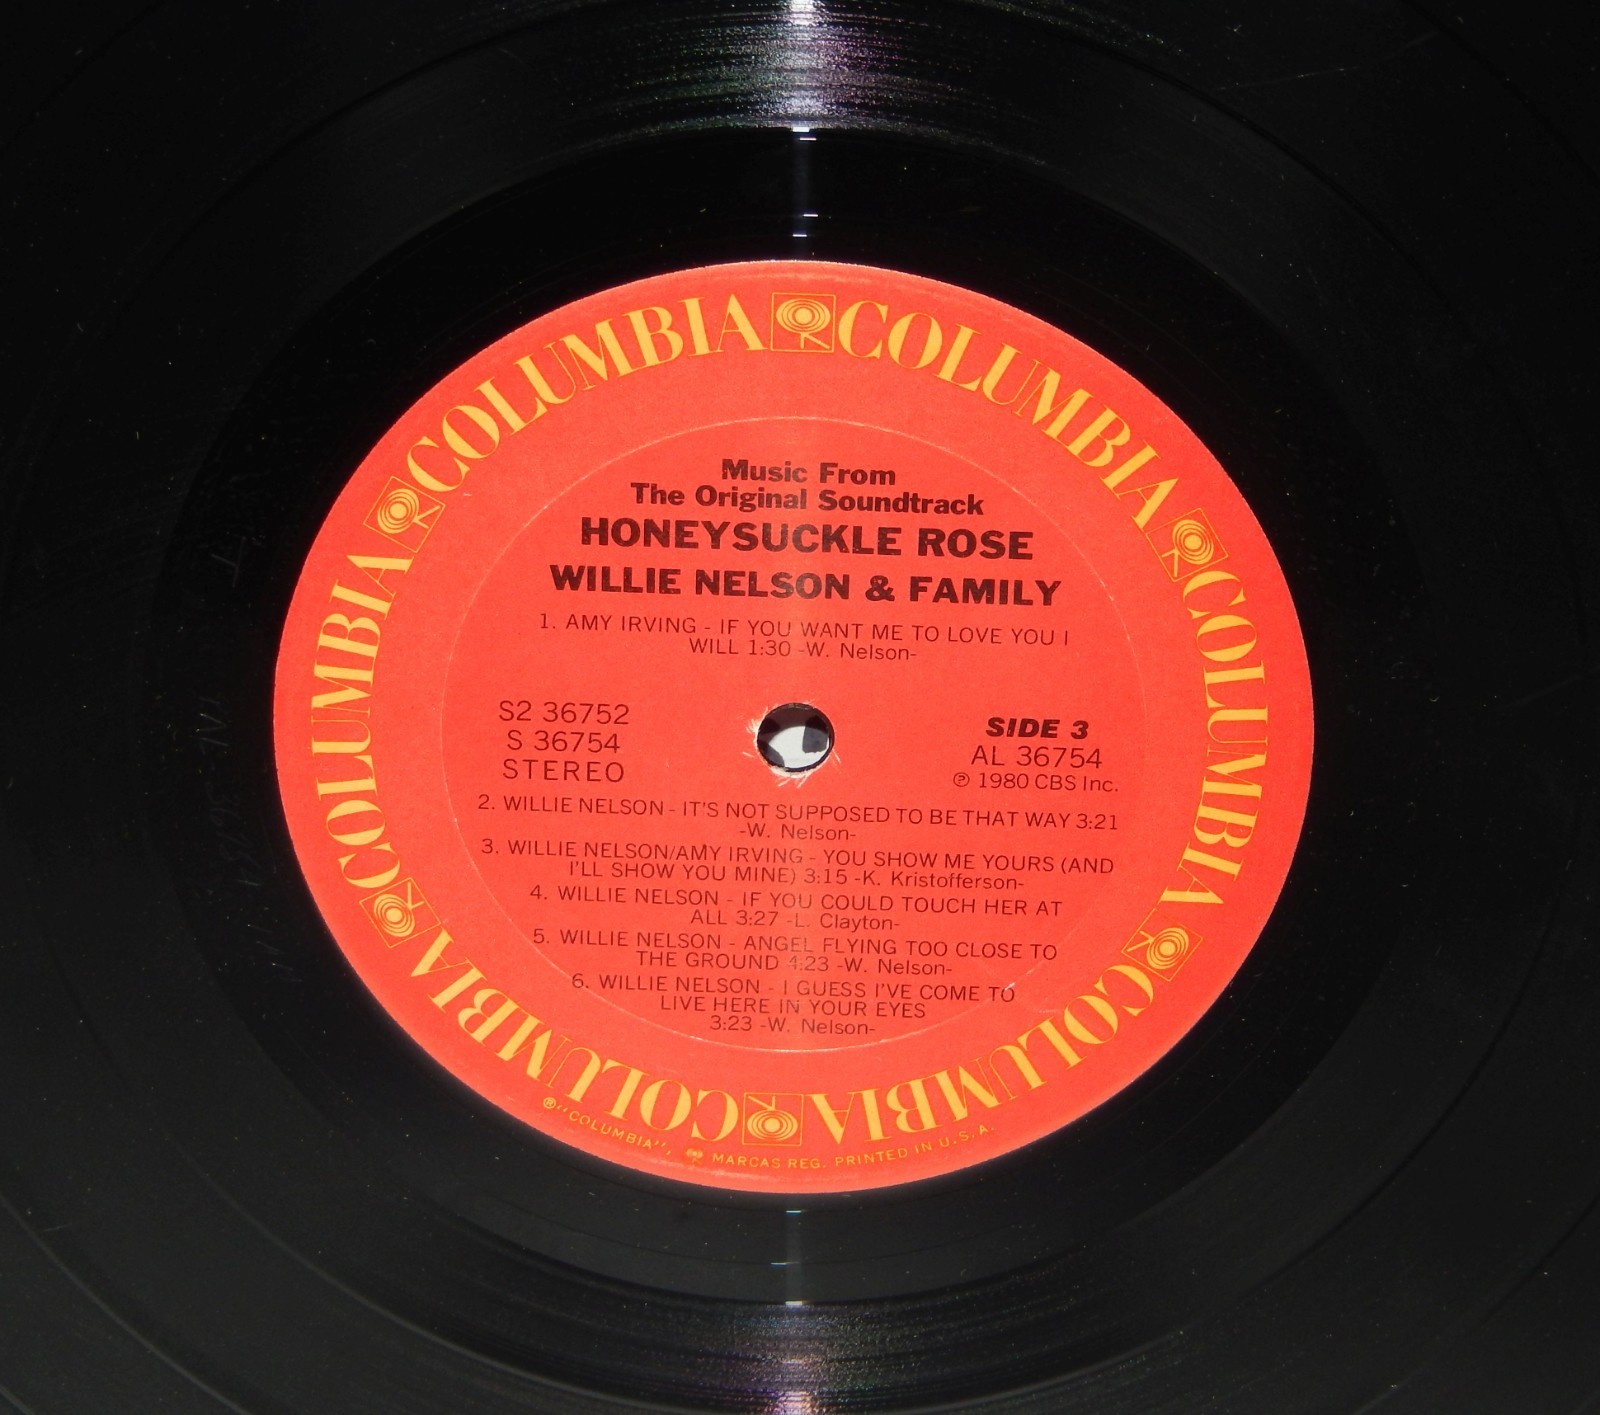 COLUMBIA COLUMBIA COLUMBIA COLUMBIA COLUMBIA COLUMBIA
Music From
The Original Soundtrack
HONEYSUCKLE ROSE
WILLIE NELSON & FAMILY
1. AMY IRVING - IF YOU WANT ME TO LOVE YOU I
WILL 1:30 -W. Nelson-
S2 36752
S 36754
STEREO
SIDE 3
AL 36754
℗ 1980 CBS Inc.
2. WILLIE NELSON - IT'S NOT SUPPOSED TO BE THAT WAY 3:21
-W. Nelson-
3. WILLIE NELSON/AMY IRVING - YOU SHOW ME YOURS (AND
I'LL SHOW YOU MINE) 3:15 -K. Kristofferson-
4. WILLIE NELSON - IF YOU COULD TOUCH HER AT
ALL 3:27 -L. Clayton-
5. WILLIE NELSON - ANGEL FLYING TOO CLOSE TO
THE GROUND 4:23 -W. Nelson-
6. WILLIE NELSON - I GUESS I'VE COME TO
LIVE HERE IN YOUR EYES
3:23 -W. Nelson-
®"COLUMBIA", MARCAS REG. PRINTED IN U.S.A.